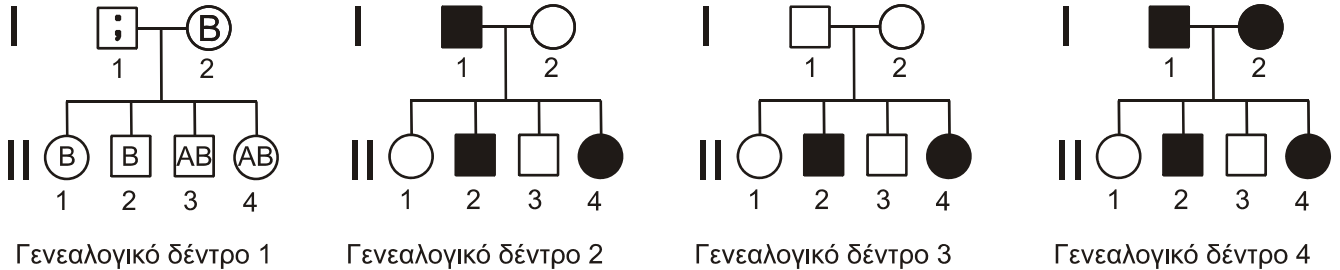 I ; B I I I
1 2 1 2 1 2 1 2
II B B AB AB II II II
1 2 3 4 1 2 3 4 1 2 3 4 1 2 3 4
Γενεαλογικό δέντρο 1 Γενεαλογικό δέντρο 2 Γενεαλογικό δέντρο 3 Γενεαλογικό δέντρο 4